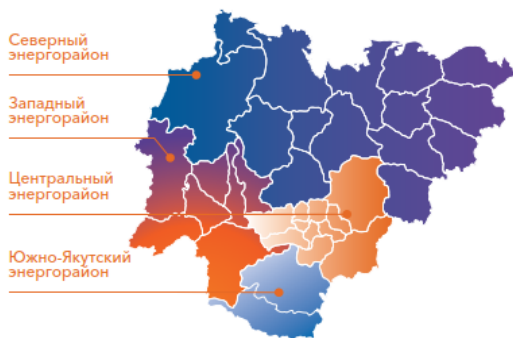 Северный
энергорайон
Западный
энергорайон
Центральный
энергорайон
Южно-Якутский
энергорайон